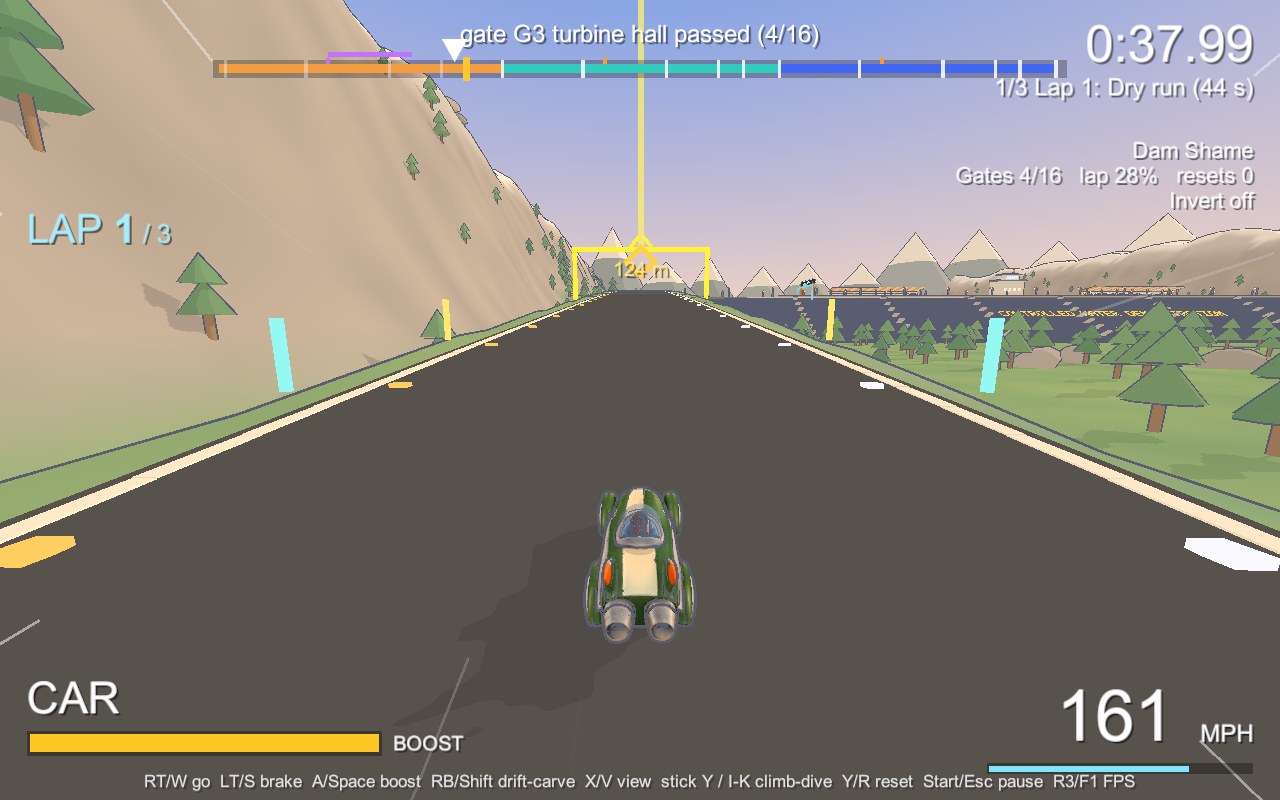 gate G3 turbine hall passed (4/16)
0:37.99
1/3 Lap 1: Dry run (44 s)
Dam Shame
Gates 4/16 lap 28% resets 0
Invert off
LAP 1 / 3
124 m
CAR
BOOST
161 MPH
RT/W go LT/S brake A/Space boost RB/Shift drift-carve X/V view stick Y / I-K climb-dive Y/R reset Start/Esc pause R3/F1 FPS